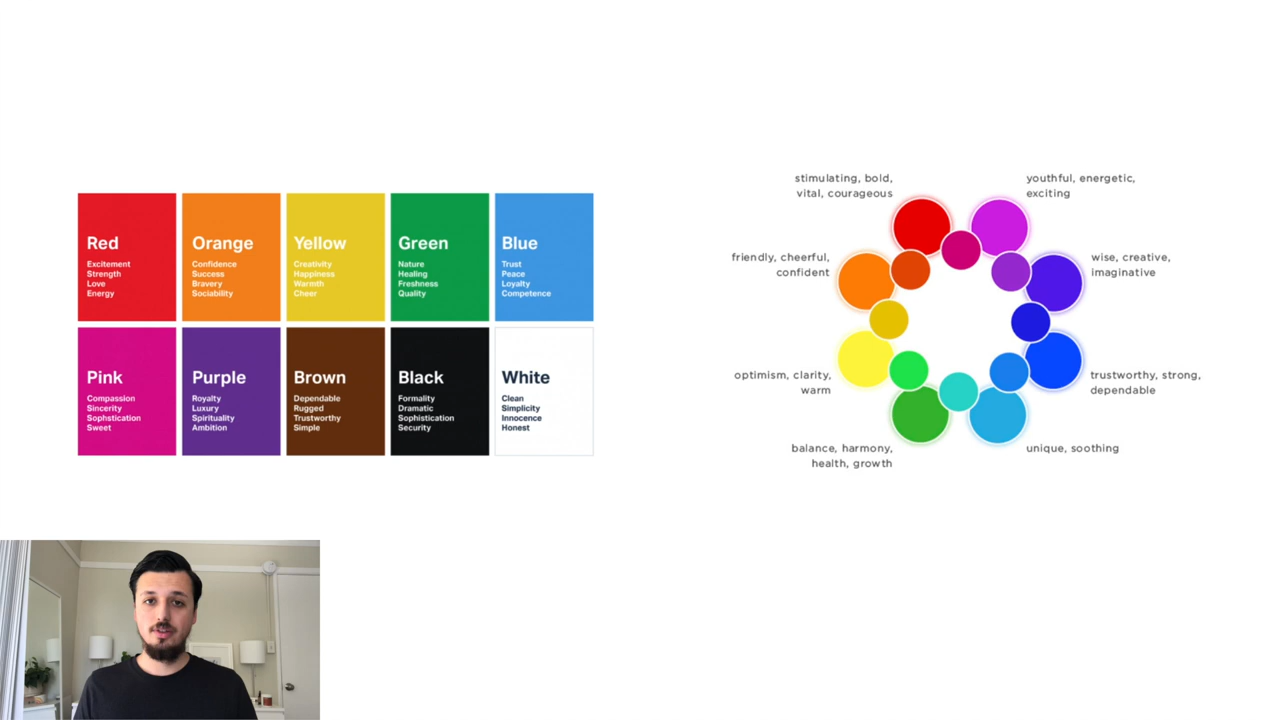 Red
Excitement
Strength
Love
Energy
Orange
Confidence
Success
Bravery
Sociability
Yellow
Creativity
Happiness
Warmth
Cheer
Green
Nature
Healing
Freshness
Quality
Blue
Trust
Peace
Loyalty
Competence
Pink
Compassion
Sincerity
Sophstication
Sweet
Purple
Royalty
Luxury
Spirituality
Ambition
Brown
Dependable
Rugged
Trustworthy
Simple
Black
Formality
Dramatic
Sophistication
Security
White
Clean
Simplicity
Innocence
Honest
stimulating, bold,
vital, courageous
youthful, energetic,
exciting
friendly, cheerful,
confident
wise, creative,
imaginative
optimism, clarity,
warm
trustworthy, strong,
dependable
balance, harmony,
health, growth
unique, soothing